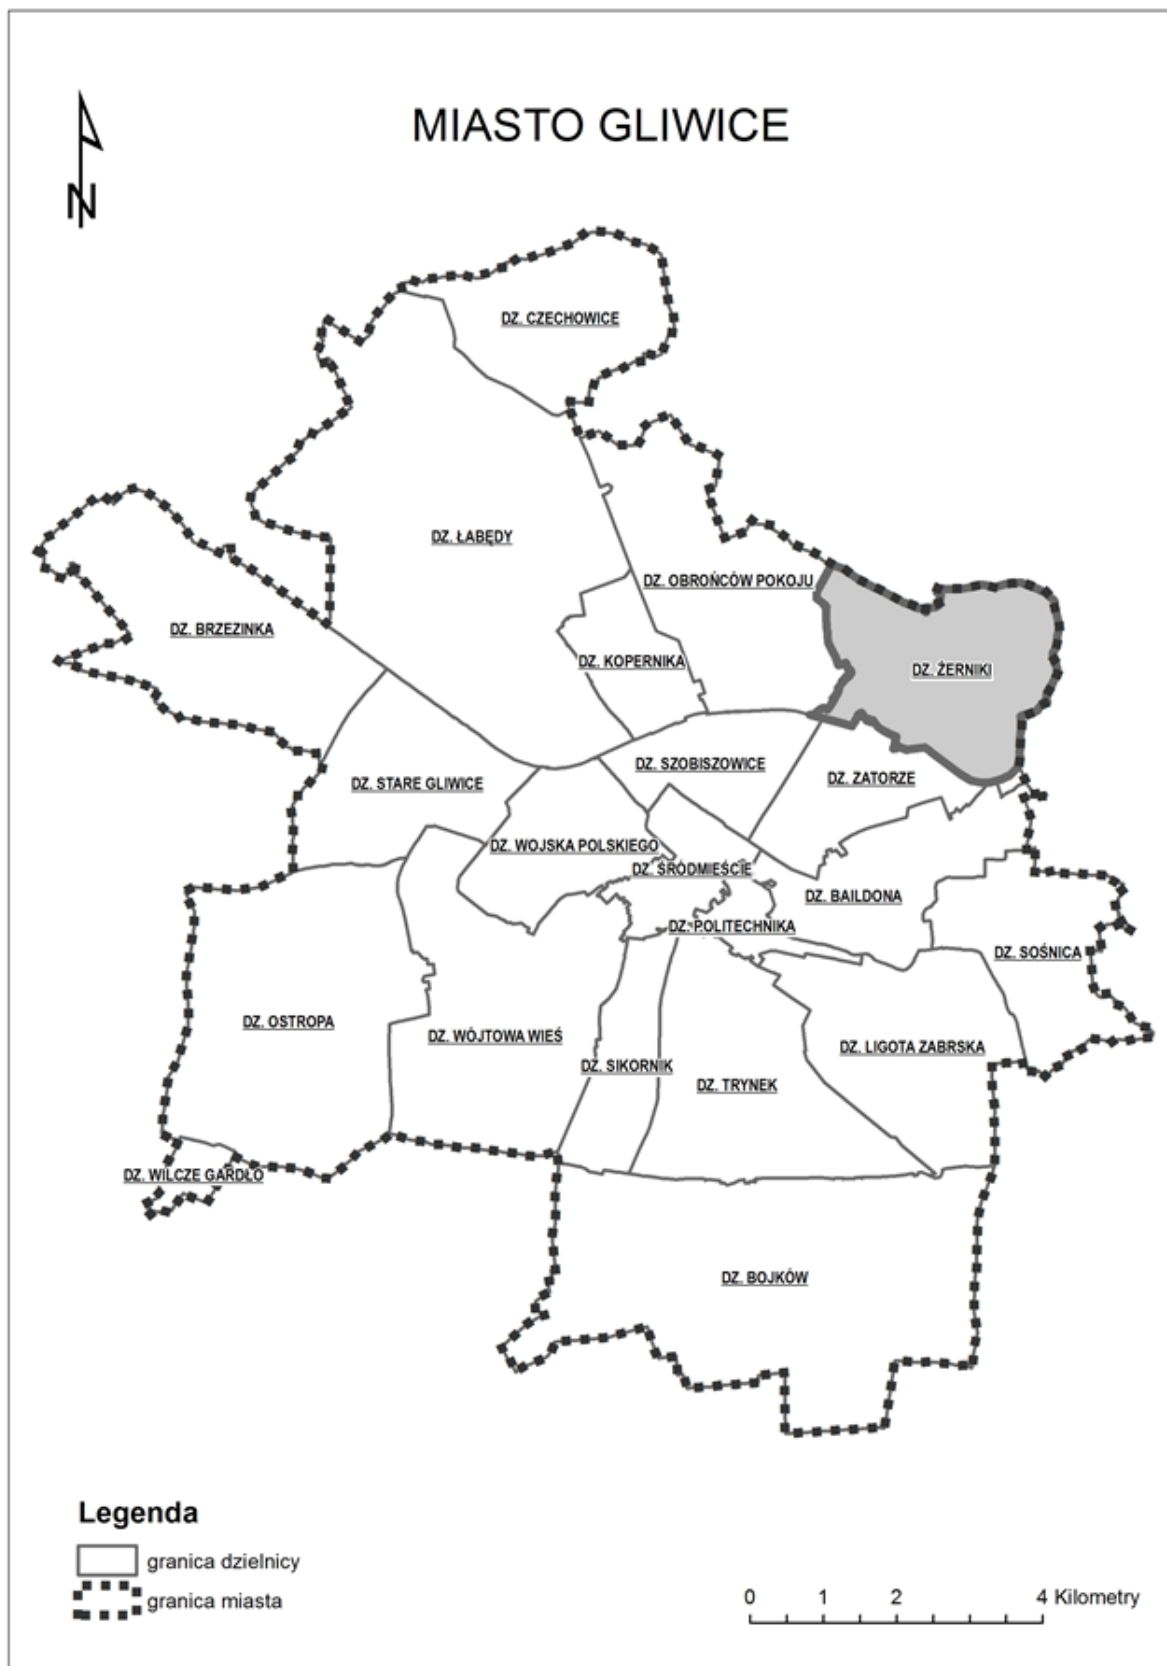 MIASTO GLIWICE
N
DZ. CZECHOWICE
DZ. ŁABĘDY
DZ. OBROŃCÓW POKOJU
DZ. BRZEZINKA
DZ. KOPERNIKA
DZ. ŻERNIKI
DZ. SZOBISZOWICE
DZ. STARE GLIWICE
DZ. ZATORZE
DZ. WOJSKA POLSKIEGO
DZ. ŚRÓDMIEŚCIE
DZ. BAILDONA
DZ. POLITECHNIKA
DZ. SOŚNICA
DZ. OSTROPA
DZ. WÓJTOWA WIEŚ
DZ. LIGOTA ZABRSKA
DZ. SIKORNIK
DZ. TRYNEK
DZ. WILCZE GARDŁO
DZ. BOJKÓW
Legenda
granica dzielnicy
granica miasta
0 1 2 4 Kilometry